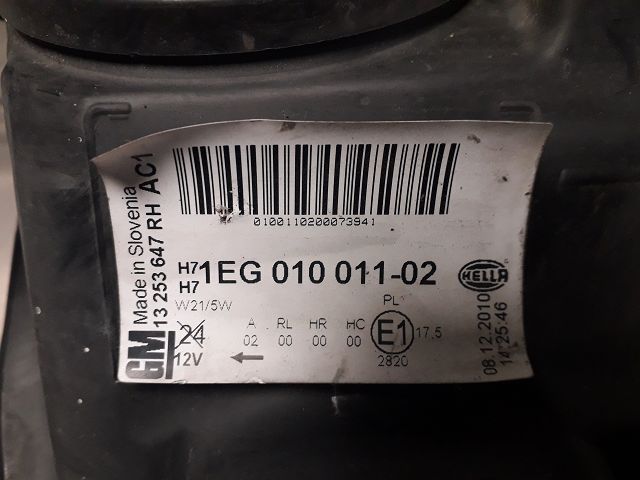 GM
Made in Slovenia
13 253 647 RH AC1
0100110200073941
H7
H7
1EG 010 011-02
HELLA
W21/5W
PL
24
12V
A RL HR HC
02 00 00 00
E1
17.5
2820
08.12.2010
14:25:46